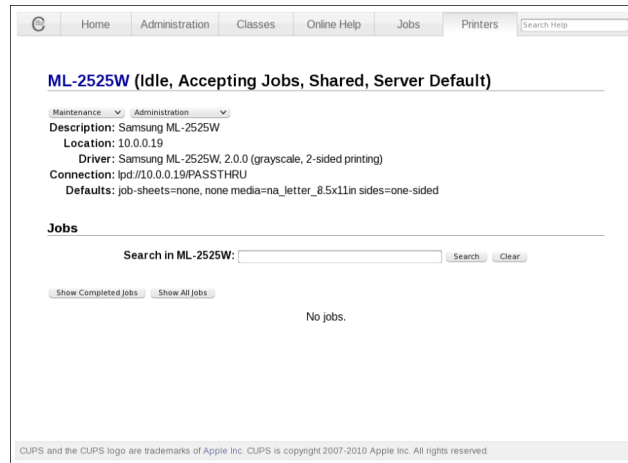 Home Administration Classes Online Help Jobs Printers Search Help
ML-2525W (Idle, Accepting Jobs, Shared, Server Default)
Maintenance Administration
Description: Samsung ML-2525W
Location: 10.0.0.19
Driver: Samsung ML-2525W, 2.0.0 (grayscale, 2-sided printing)
Connection: lpd://10.0.0.19/PASSTHRU
Defaults: job-sheets=none, none media=na_letter_8.5x11in sides=one-sided
Jobs
Search in ML-2525W: Search Clear
Show Completed Jobs Show All Jobs
No jobs.
CUPS and the CUPS logo are trademarks of Apple Inc. CUPS is copyright 2007-2010 Apple Inc. All rights reserved.